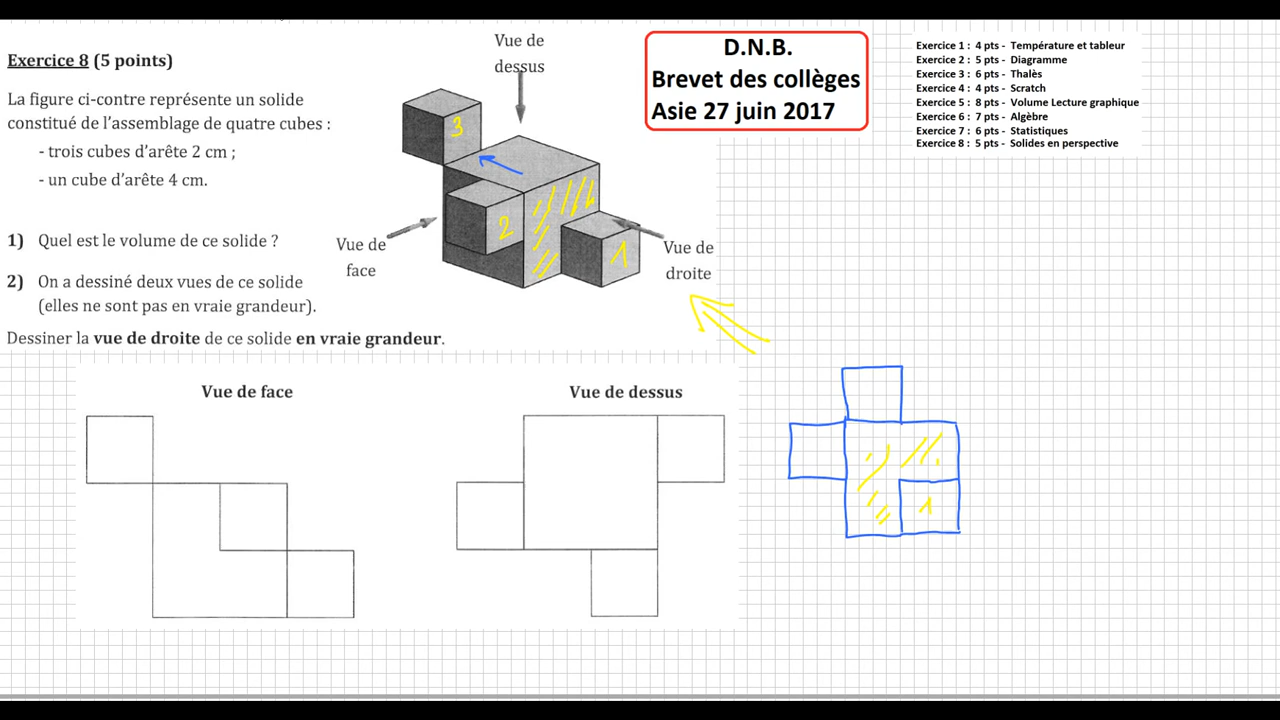 Exercice 8 (5 points)
La figure ci-contre représente un solide
constitué de l'assemblage de quatre cubes :
- trois cubes d'arête 2 cm ;
- un cube d'arête 4 cm.
1) Quel est le volume de ce solide ?
2) On a dessiné deux vues de ce solide
(elles ne sont pas en vraie grandeur).
Dessiner la vue de droite de ce solide en vraie grandeur.
Vue de
dessus
3
2
1
Vue de
face
Vue de
droite
D.N.B.
Brevet des collèges
Asie 27 juin 2017
Exercice 1 : 4 pts - Température et tableur
Exercice 2 : 5 pts - Diagramme
Exercice 3 : 6 pts - Thalès
Exercice 4 : 4 pts - Scratch
Exercice 5 : 8 pts - Volume Lecture graphique
Exercice 6 : 7 pts - Algèbre
Exercice 7 : 6 pts - Statistiques
Exercice 8 : 5 pts - Solides en perspective
Vue de face
Vue de dessus
1